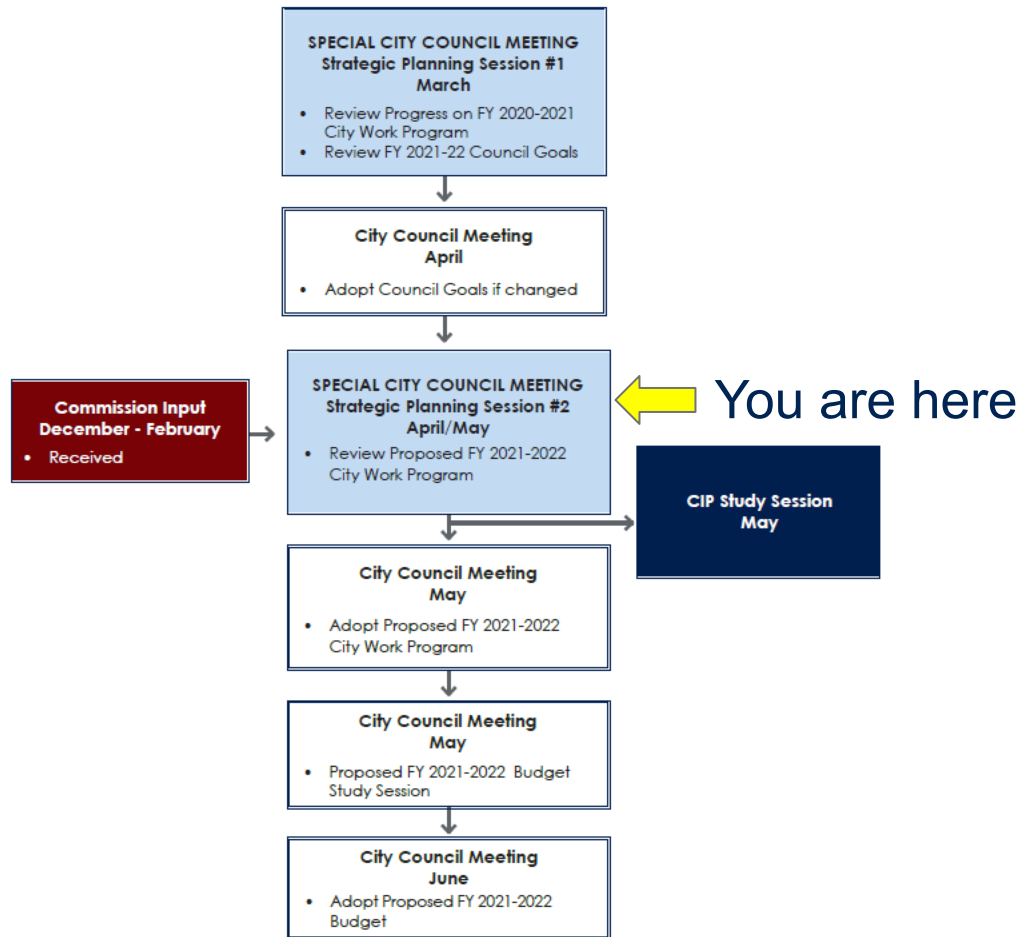 SPECIAL CITY COUNCIL MEETING
Strategic Planning Session #1
March
• Review Progress on FY 2020-2021
City Work Program
• Review FY 2021-22 Council Goals
City Council Meeting
April
• Adopt Council Goals if changed
Commission Input
December - February
• Received
SPECIAL CITY COUNCIL MEETING
Strategic Planning Session #2
April/May
• Review Proposed FY 2021-2022
City Work Program
You are here
CIP Study Session
May
City Council Meeting
May
• Adopt Proposed FY 2021-2022
City Work Program
City Council Meeting
May
• Proposed FY 2021-2022 Budget
Study Session
City Council Meeting
June
• Adopt Proposed FY 2021-2022
Budget